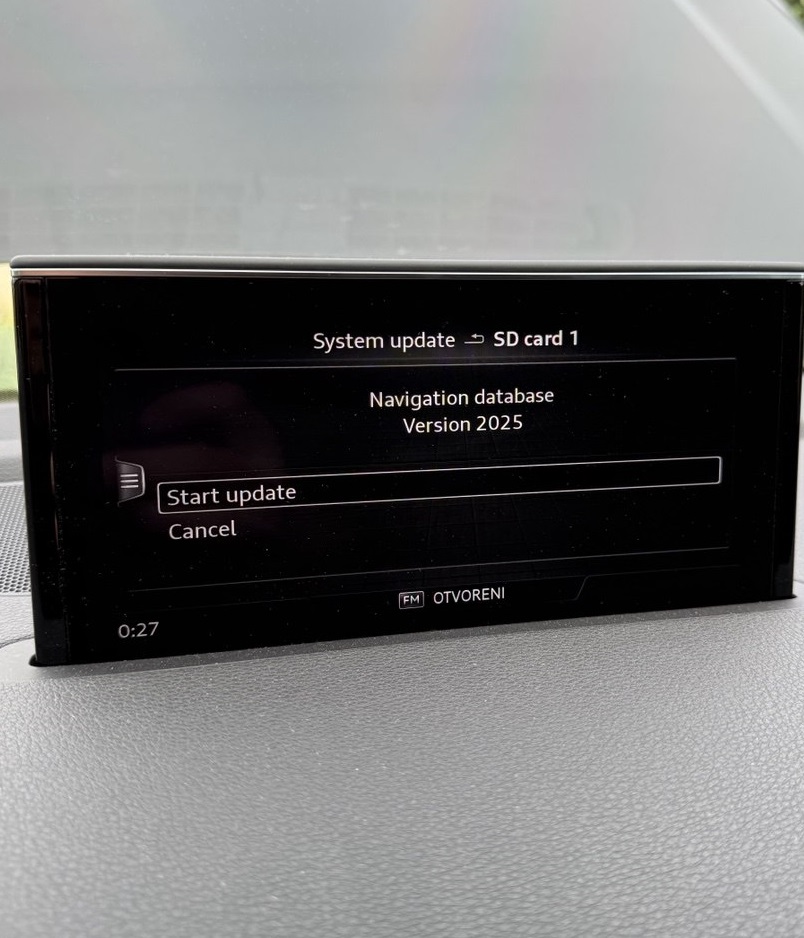 System update SD card 1
Navigation database
Version 2025
Start update
Cancel
FM OTVORENI
0:27